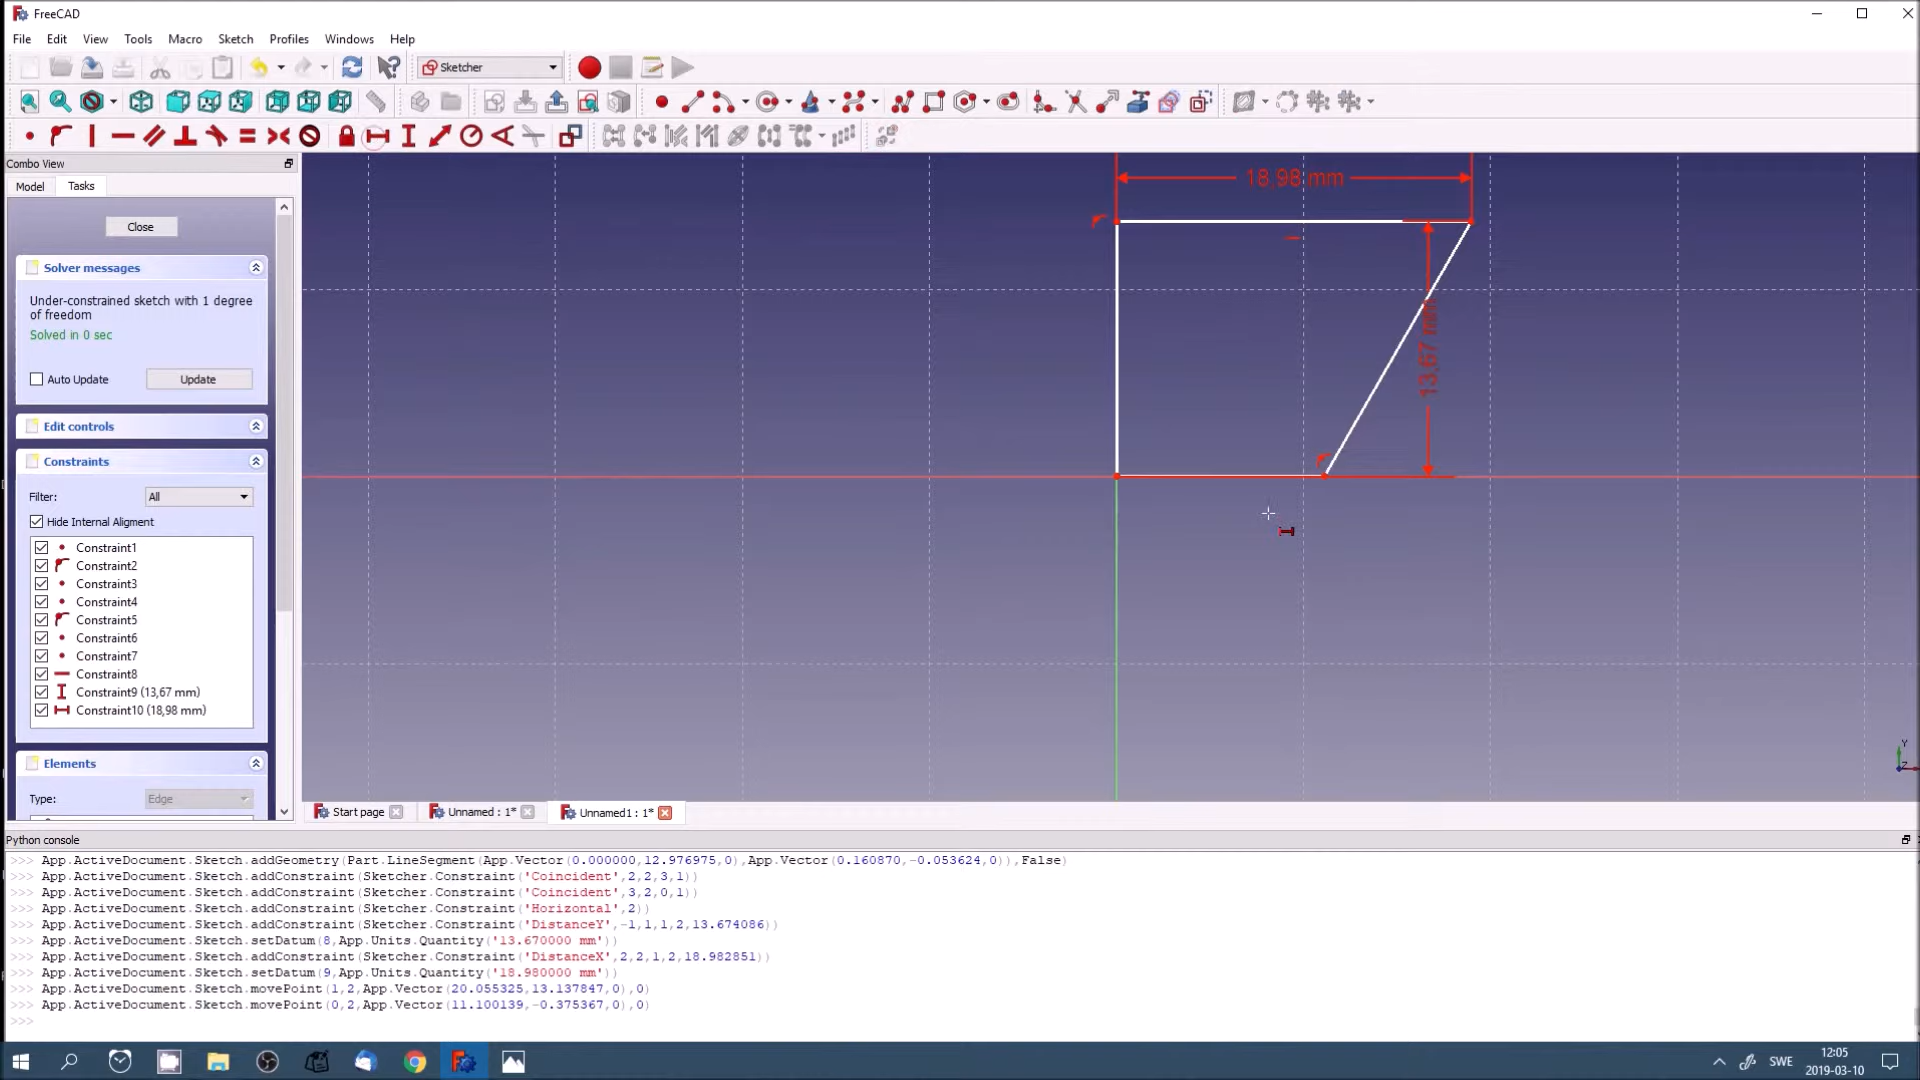 FreeCAD
File Edit View Tools Macro Sketch Profiles Windows Help
Sketcher
Combo View
Model Tasks
Close
Solver messages
Under-constrained sketch with 1 degree
of freedom
Solved in 0 sec
Auto Update Update
Edit controls
Constraints
Filter: All
Hide Internal Aligment
Constraint1
Constraint2
Constraint3
Constraint4
Constraint5
Constraint6
Constraint7
Constraint8
Constraint9 (13,67 mm)
Constraint10 (18,98 mm)
Elements
Type: Edge
18,98 mm
13,67 mm
Y
Z
Start page Unnamed : 1* Unnamed1 : 1*
Python console
>>> App.ActiveDocument.Sketch.addGeometry(Part.LineSegment(App.Vector(0.000000,12.976975,0),App.Vector(0.160870,-0.053624,0)),False)
>>> App.ActiveDocument.Sketch.addConstraint(Sketcher.Constraint('Coincident',2,2,3,1))
>>> App.ActiveDocument.Sketch.addConstraint(Sketcher.Constraint('Coincident',3,2,0,1))
>>> App.ActiveDocument.Sketch.addConstraint(Sketcher.Constraint('Horizontal',2))
>>> App.ActiveDocument.Sketch.addConstraint(Sketcher.Constraint('DistanceY',-1,1,1,2,13.674086))
>>> App.ActiveDocument.Sketch.setDatum(8,App.Units.Quantity('13.670000 mm'))
>>> App.ActiveDocument.Sketch.addConstraint(Sketcher.Constraint('DistanceX',2,2,1,2,18.982851))
>>> App.ActiveDocument.Sketch.setDatum(9,App.Units.Quantity('18.980000 mm'))
>>> App.ActiveDocument.Sketch.movePoint(1,2,App.Vector(20.055325,13.137847,0),0)
>>> App.ActiveDocument.Sketch.movePoint(0,2,App.Vector(11.100139,-0.375367,0),0)
>>>
SWE
12:05
2019-03-10